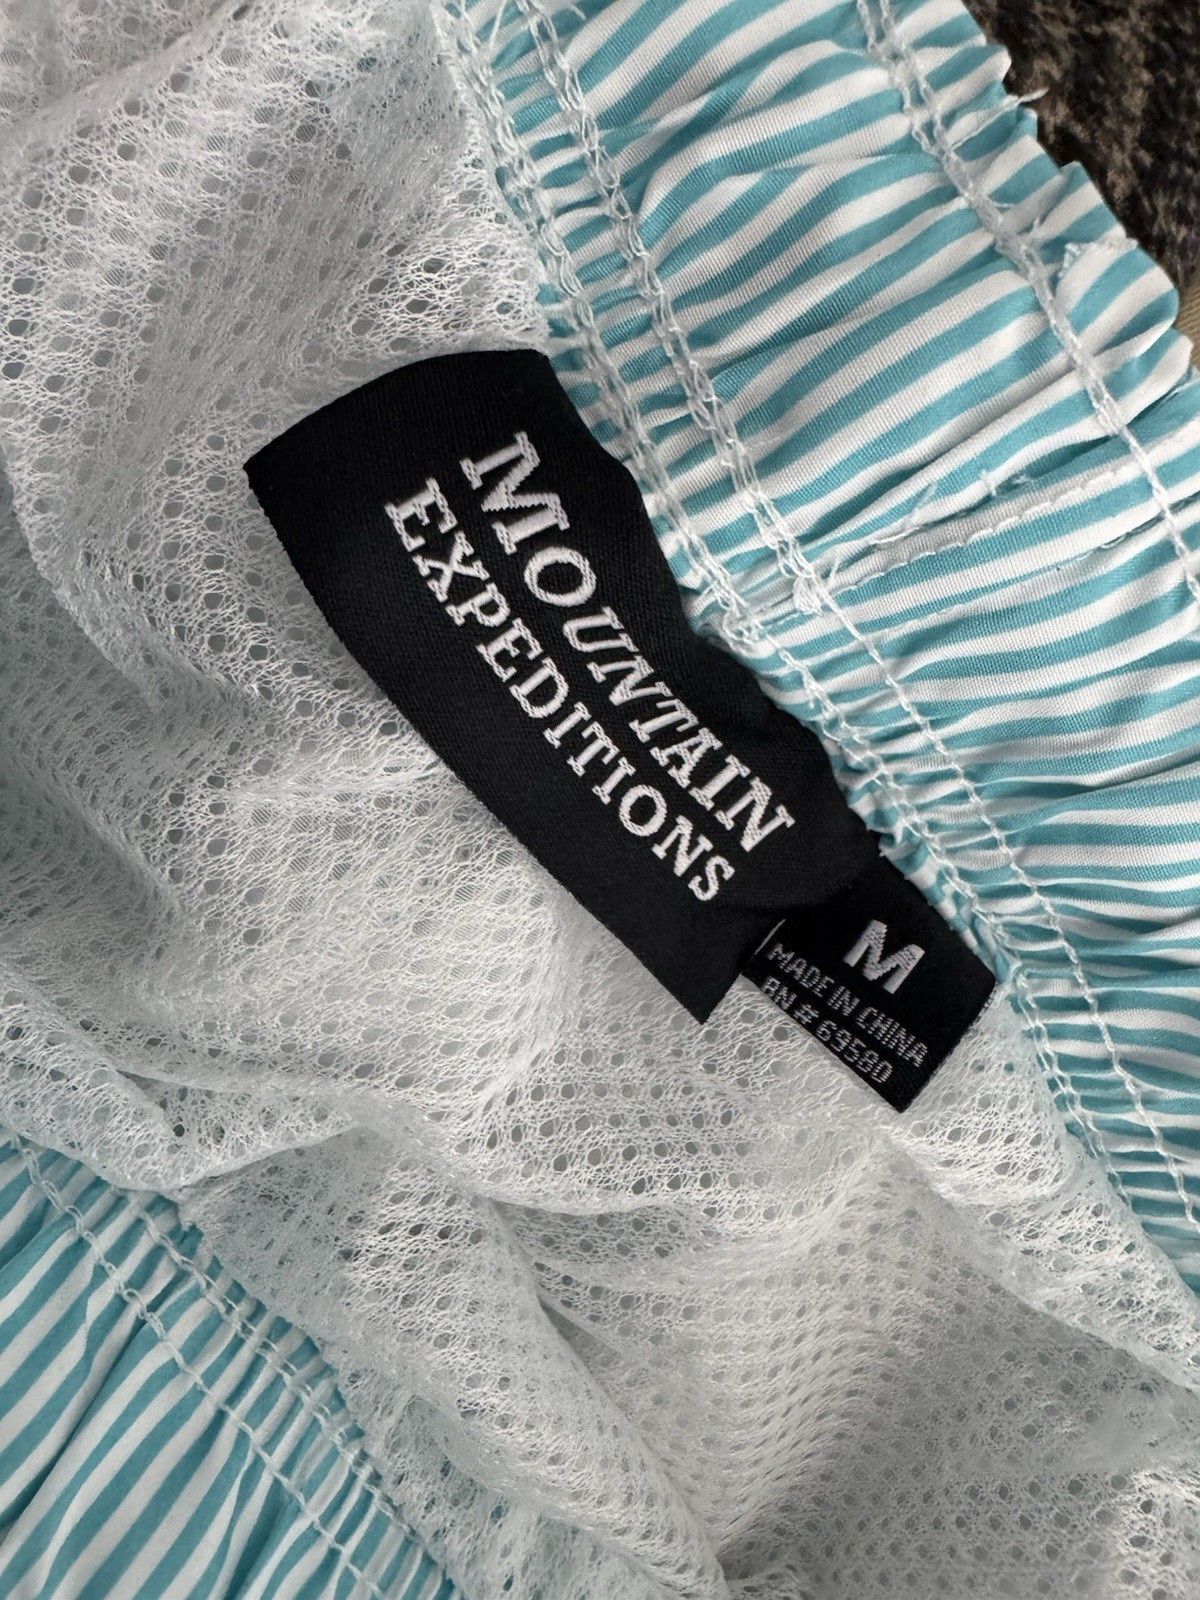 MOUNTAIN
EXPEDITIONS
M
MADE IN CHINA
RN # 69580